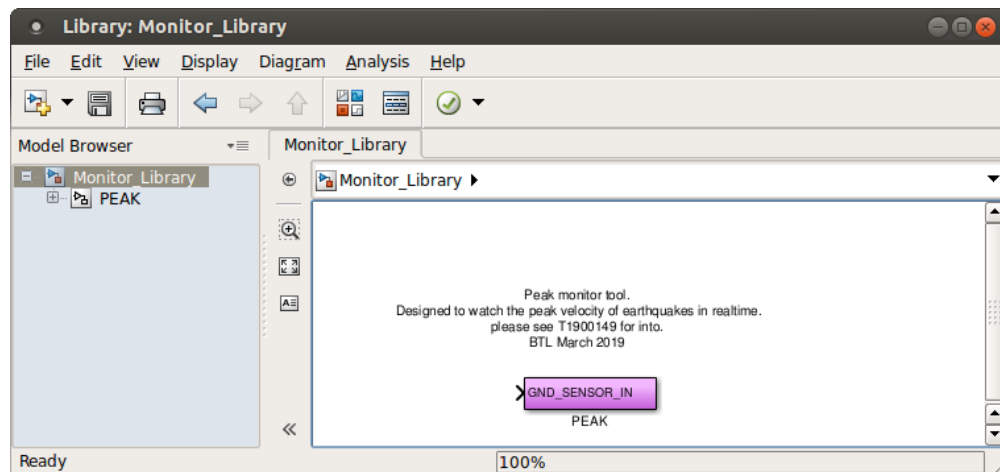 Library: Monitor_Library
File Edit View Display Diagram Analysis Help
Model Browser
Monitor_Library
Monitor_Library
PEAK
Monitor_Library
Peak monitor tool.
Designed to watch the peak velocity of earthquakes in realtime.
please see T1900149 for into.
BTL March 2019
GND_SENSOR_IN
PEAK
Ready
100%